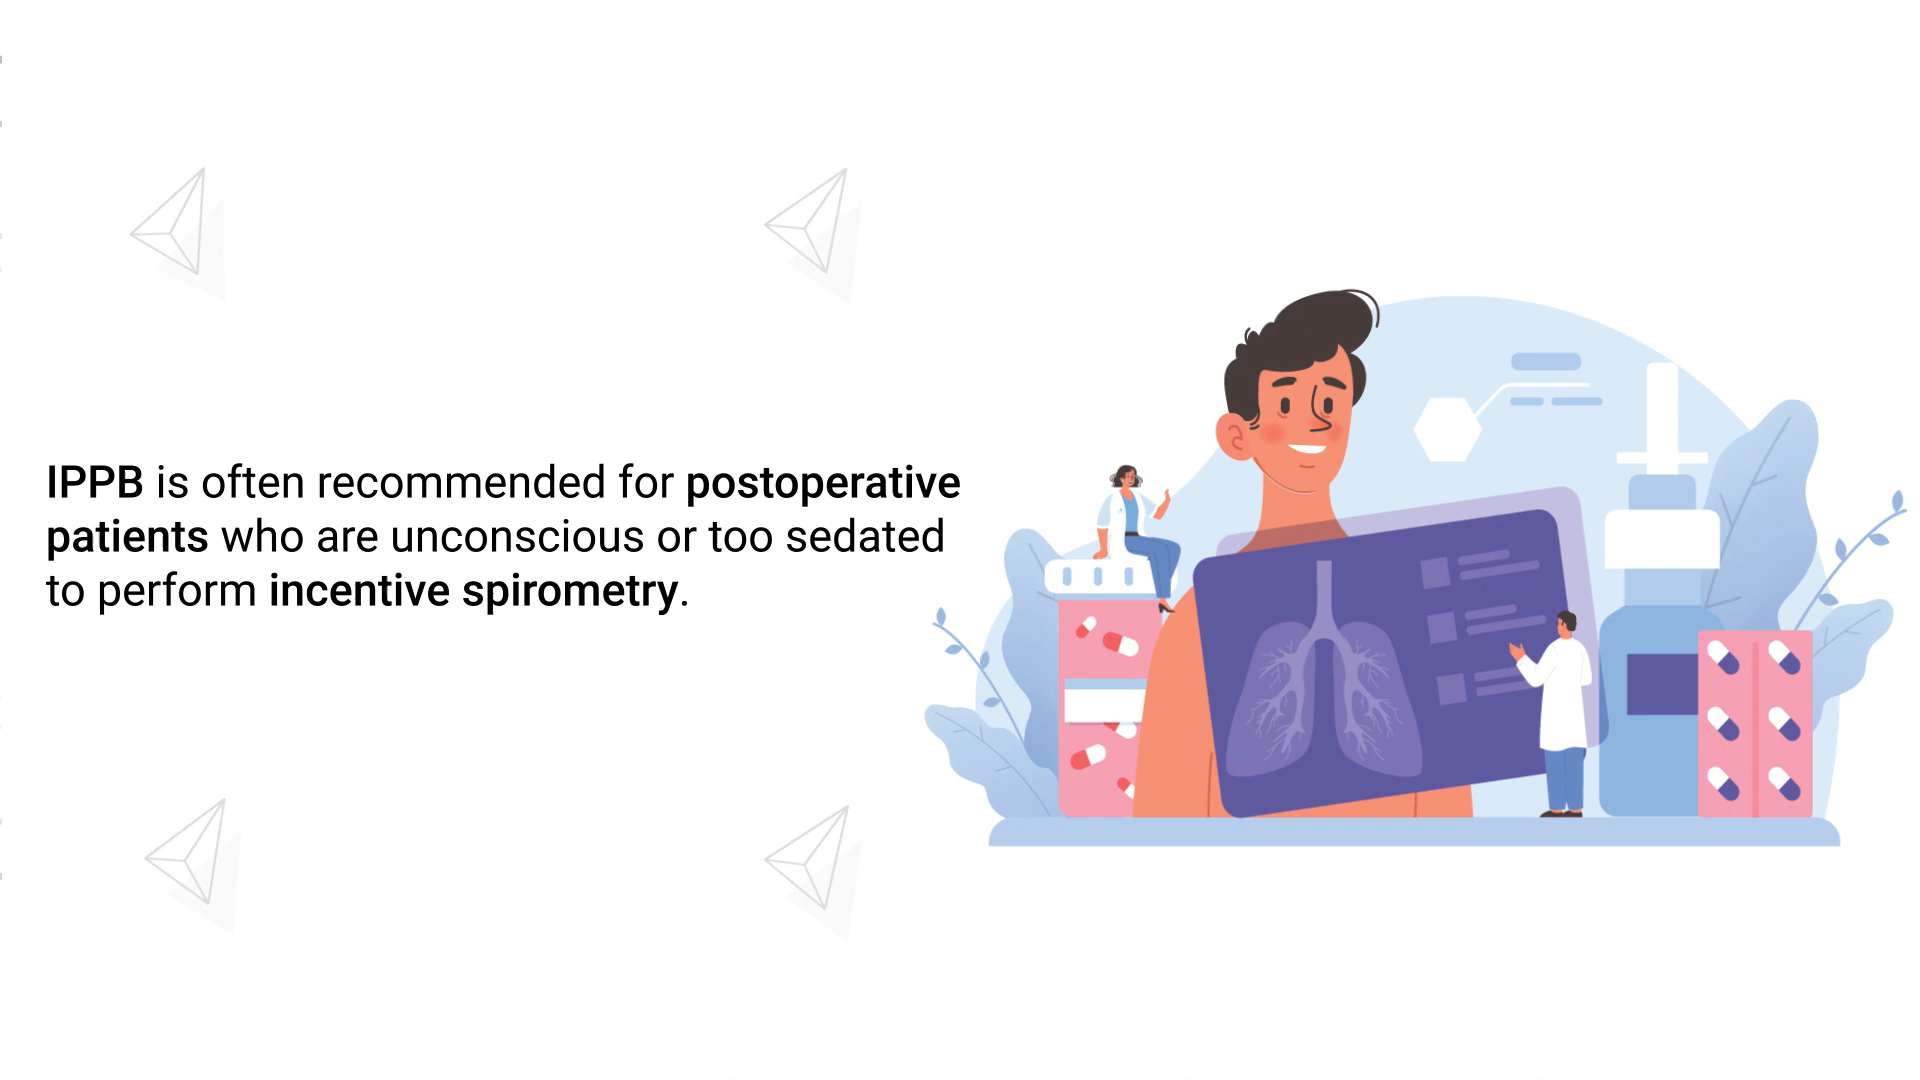 IPPB is often recommended for postoperative
patients who are unconscious or too sedated
to perform incentive spirometry.